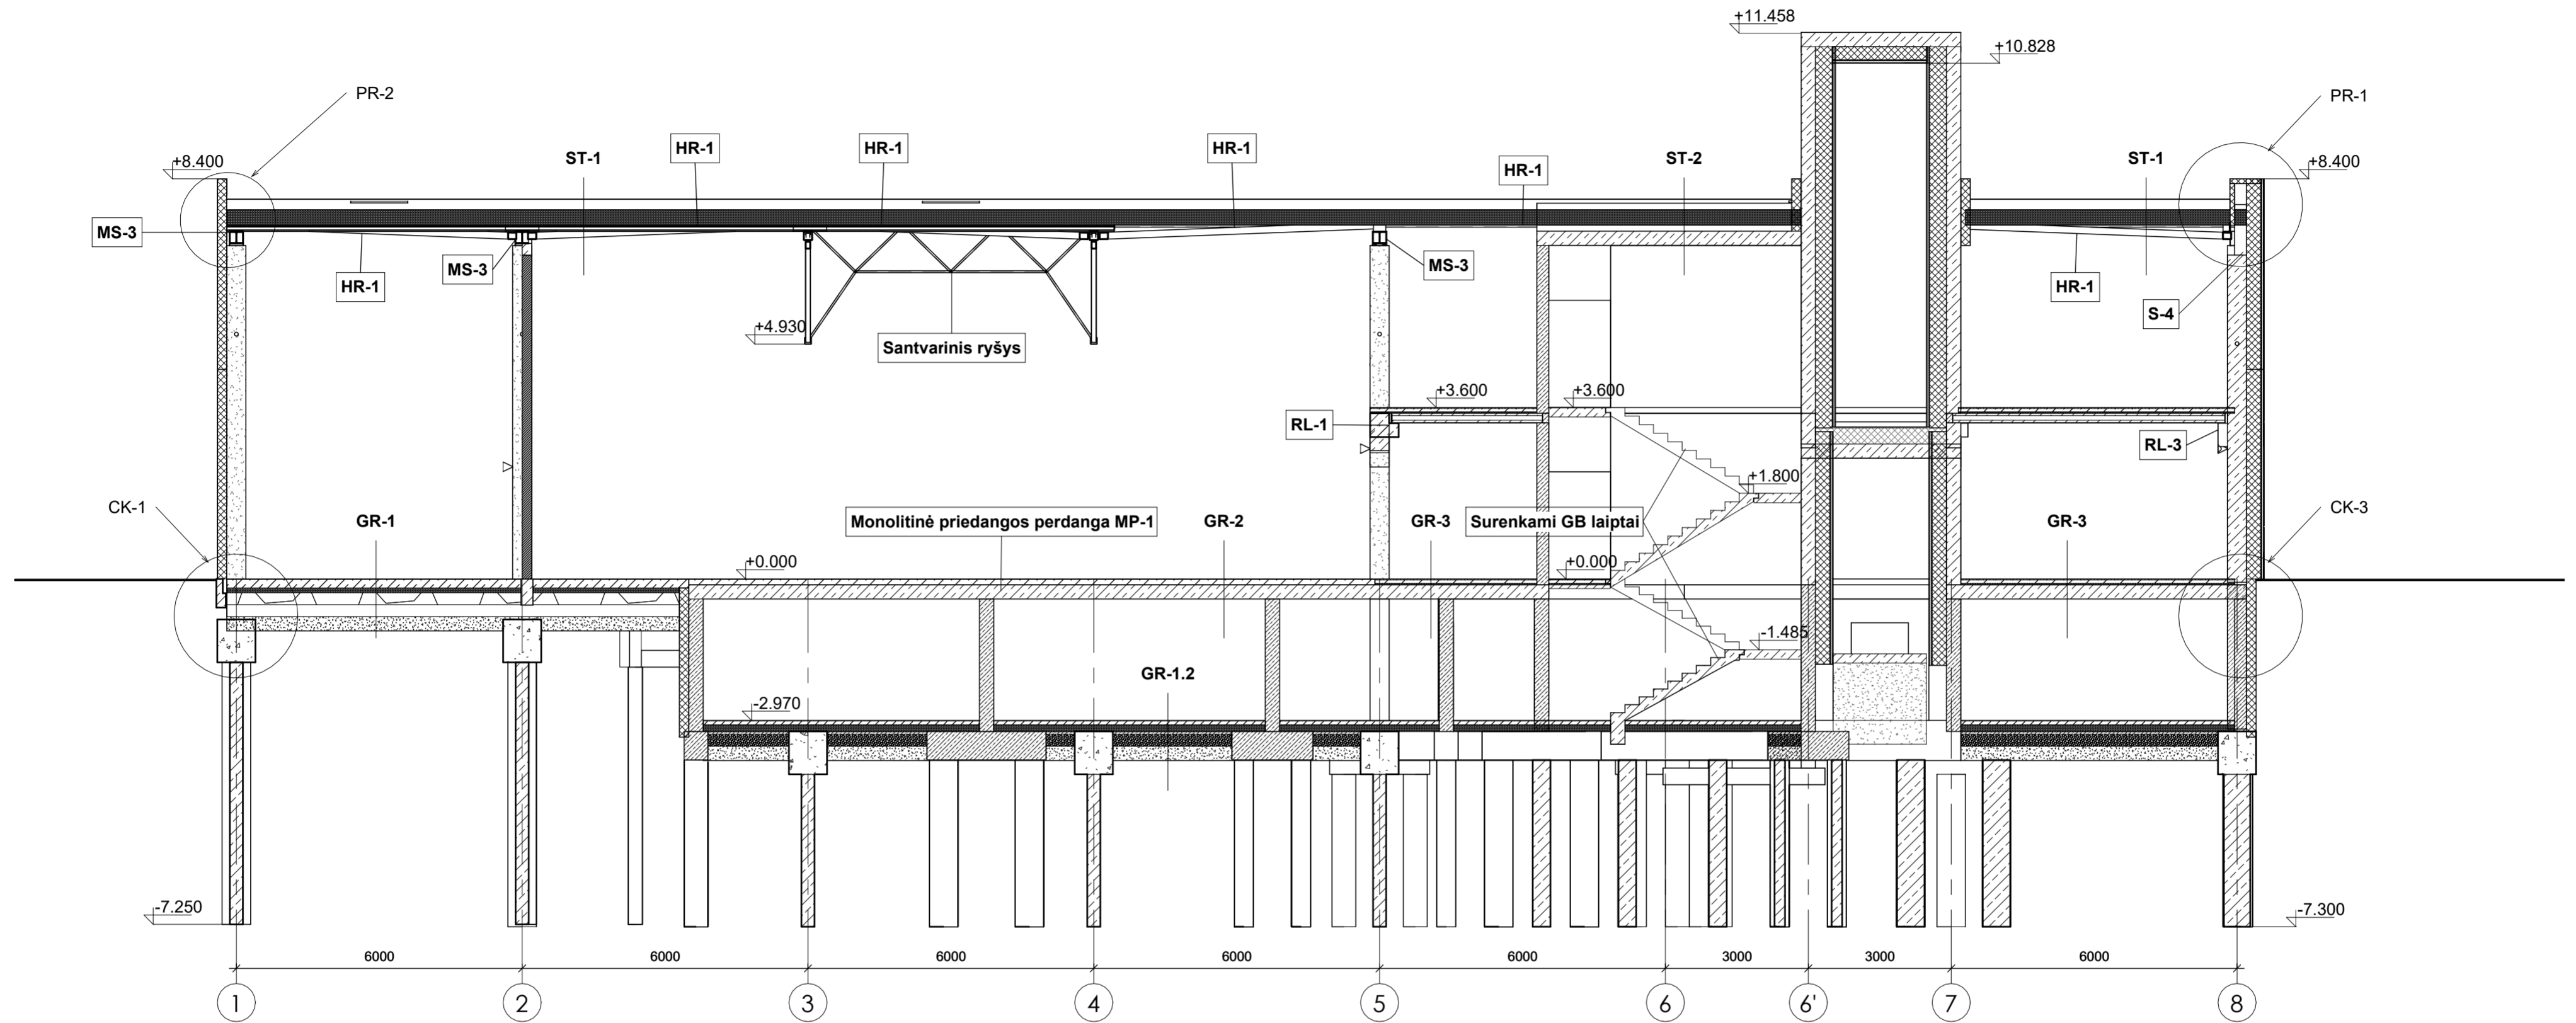 +11.458
+10.828
PR-2
PR-1
HR-1
HR-1
HR-1
ST-1
ST-2
ST-1
+8.400
HR-1
+8.400
MS-3
MS-3
MS-3
HR-1
HR-1
S-4
+4.930
Santvarinis ryšys
+3.600
+3.600
RL-1
RL-3
+1.800
CK-1
CK-3
GR-1
Monolitinė priedangos perdanga MP-1
GR-2
GR-3
Surenkami GB laiptai
GR-3
+0.000
+0.000
-1.485
GR-1.2
-2.970
-7.250
-7.300
6000
6000
6000
6000
6000
3000
3000
6000
1
2
3
4
5
6
6'
7
8